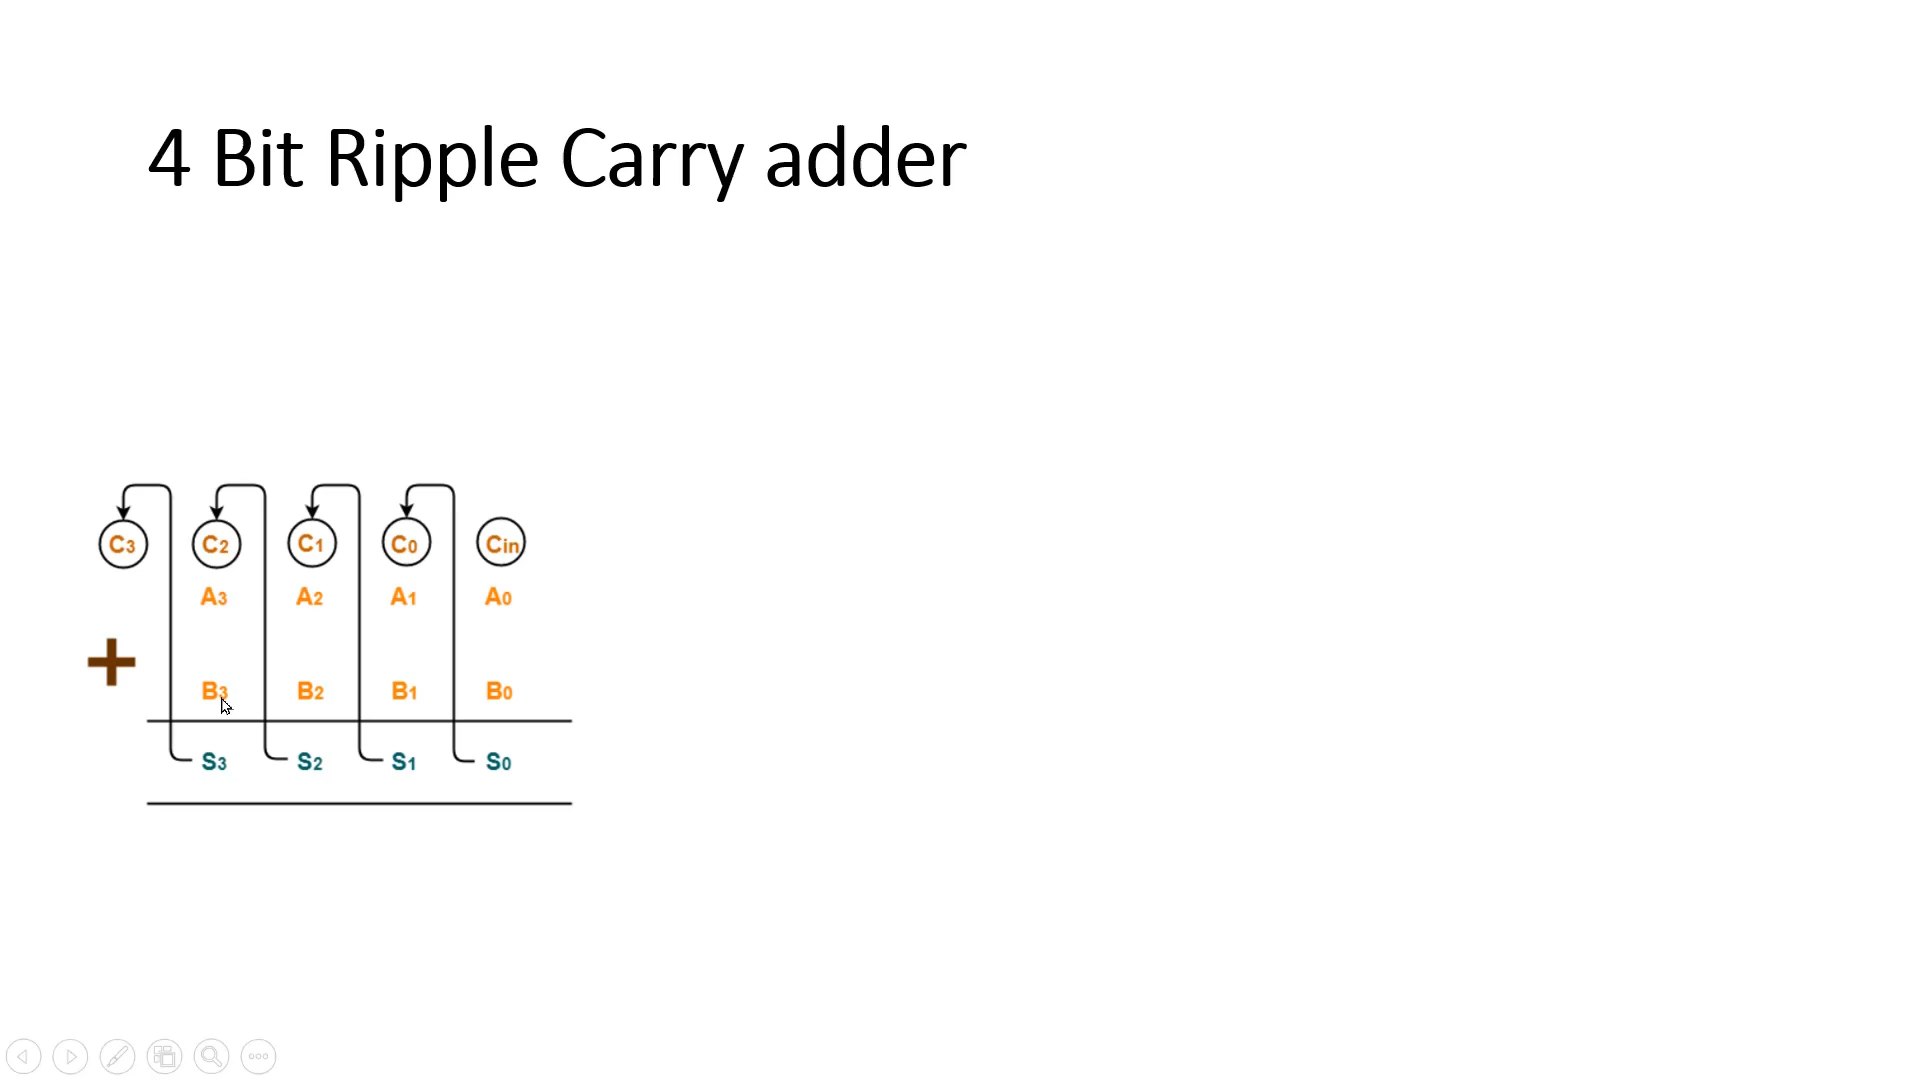 4 Bit Ripple Carry adder
C3 C2 C1 C0 Cin
A3 A2 A1 A0
+
B3 B2 B1 B0
S3 S2 S1 S0